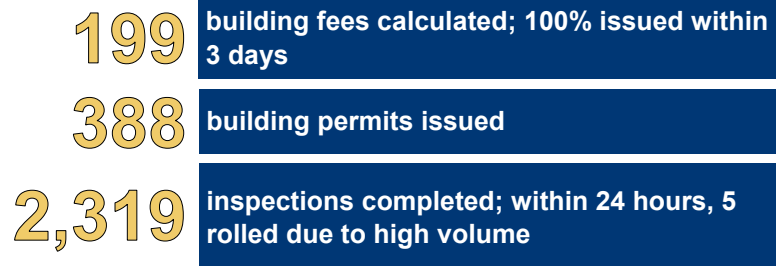 199
building fees calculated; 100% issued within
3 days
388
building permits issued
2,319
inspections completed; within 24 hours, 5
rolled due to high volume